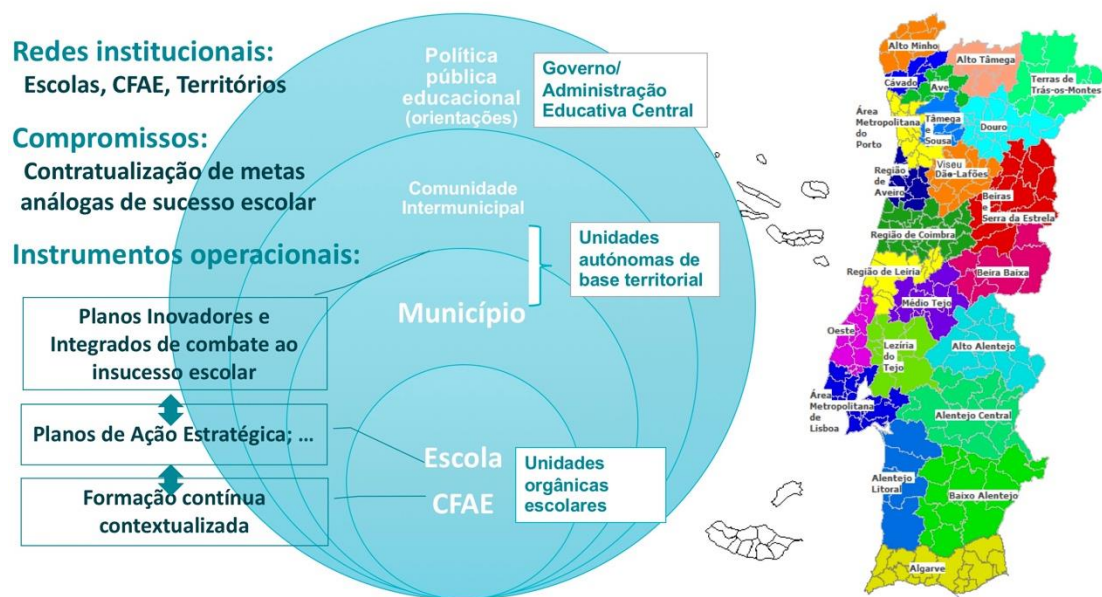 Redes institucionais:
Escolas, CFAE, Territórios
Compromissos:
Contratualização de metas
análogas de sucesso escolar
Instrumentos operacionais:
Planos Inovadores e
Integrados de combate ao
insucesso escolar
Planos de Ação Estratégica; ...
Formação contínua
contextualizada
Política
pública
educacional
(orientações)
Governo/
Administração
Educativa Central
Comunidade
Intermunicipal
Unidades
autónomas de
base territorial
Município
Escola
CFAE
Unidades
orgânicas
escolares
Alto Minho
Alto Tâmega
Terras de
Trás-os-Montes
Cávado
Ave
Área
Metropolitana
do Porto
Tâmega
e
Sousa
Douro
Região
de
Aveiro
Viseu
Dão-Lafões
Beiras
e
Serra da Estrela
Região de Coimbra
Região de Leiria
Beira Baixa
Médio Tejo
Oeste
Lezíria
do
Tejo
Alto Alentejo
Área
Metropolitana
de
Lisboa
Alentejo Central
Alentejo
Litoral
Baixo Alentejo
Algarve